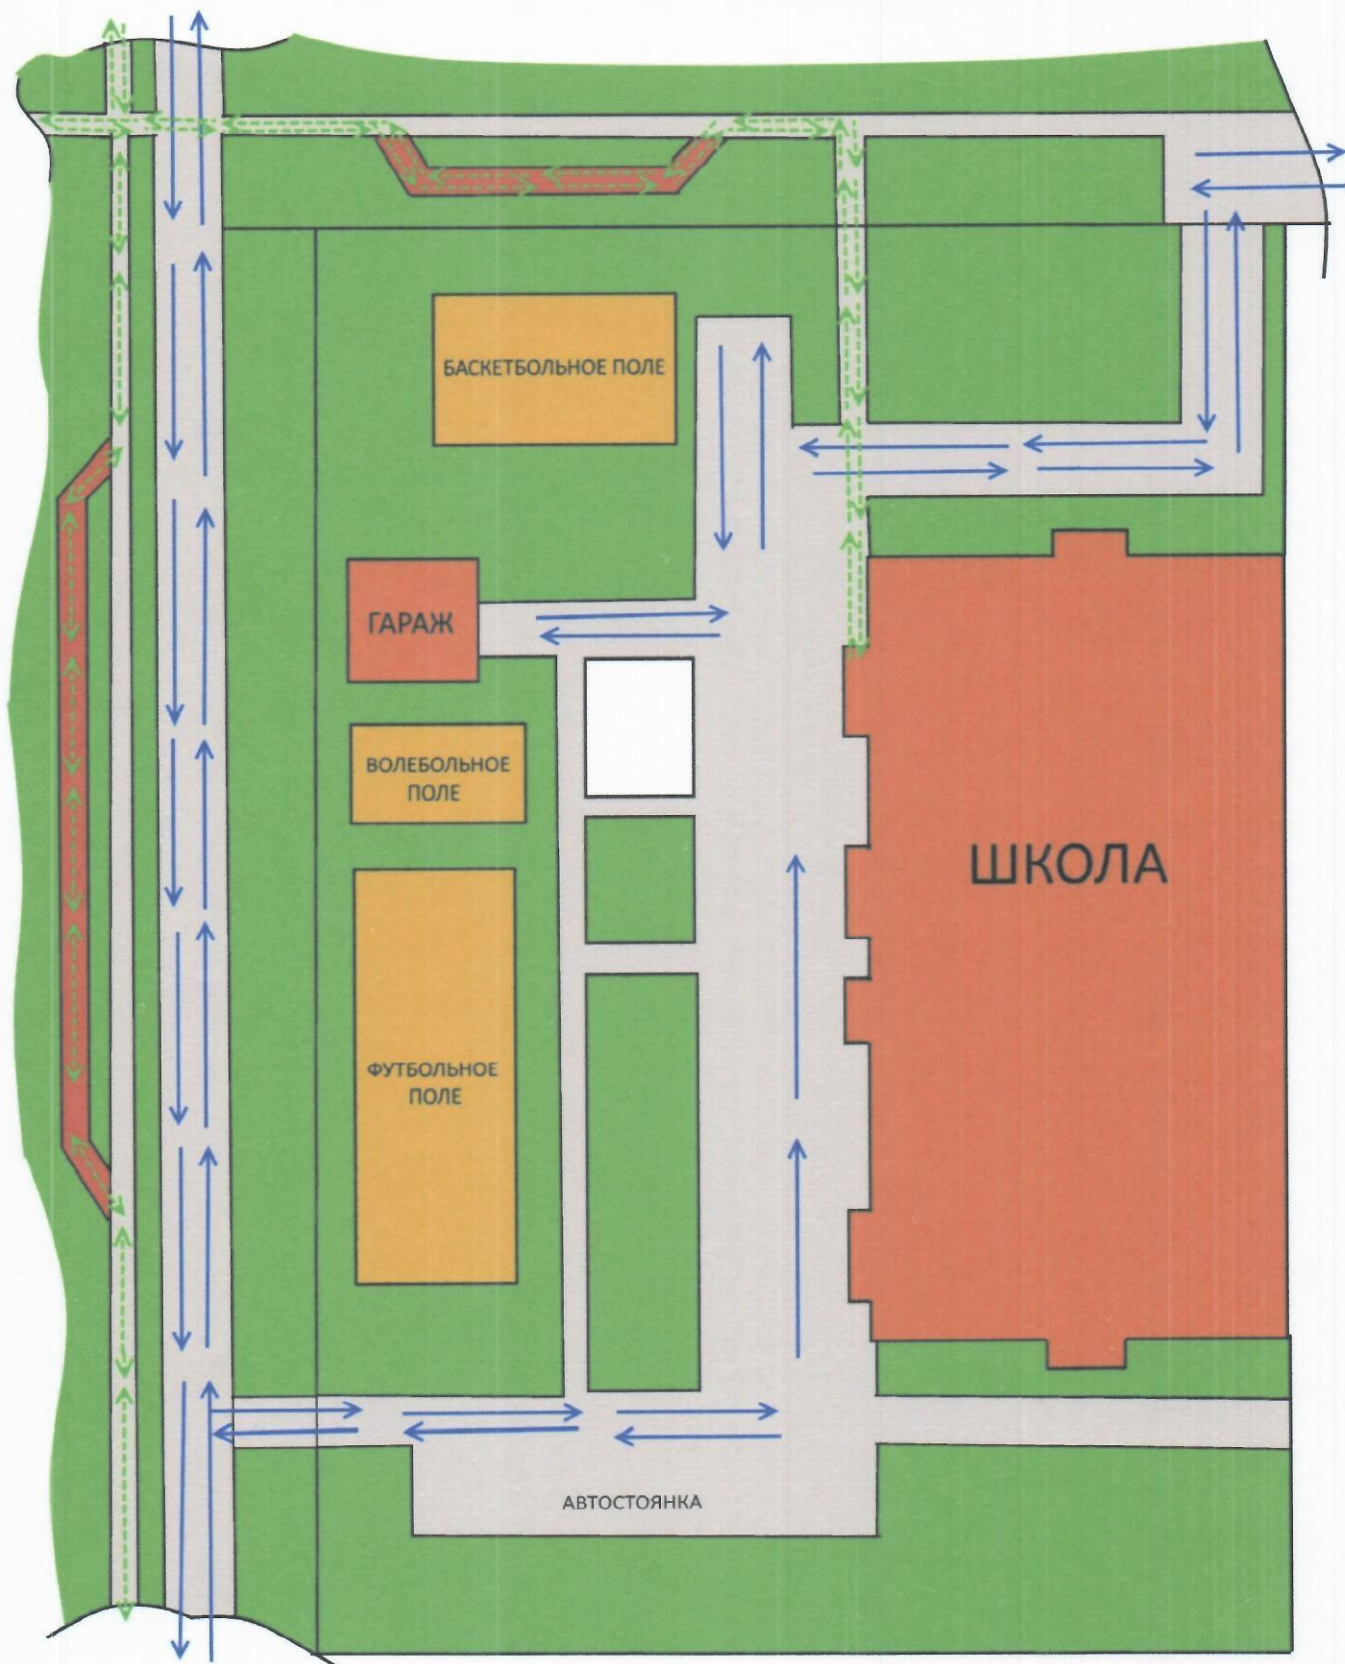 БАСКЕТБОЛЬНОЕ ПОЛЕ
ГАРАЖ
ВОЛЕБОЛЬНОЕ
ПОЛЕ
ШКОЛА
ФУТБОЛЬНОЕ
ПОЛЕ
АВТОСТОЯНКА